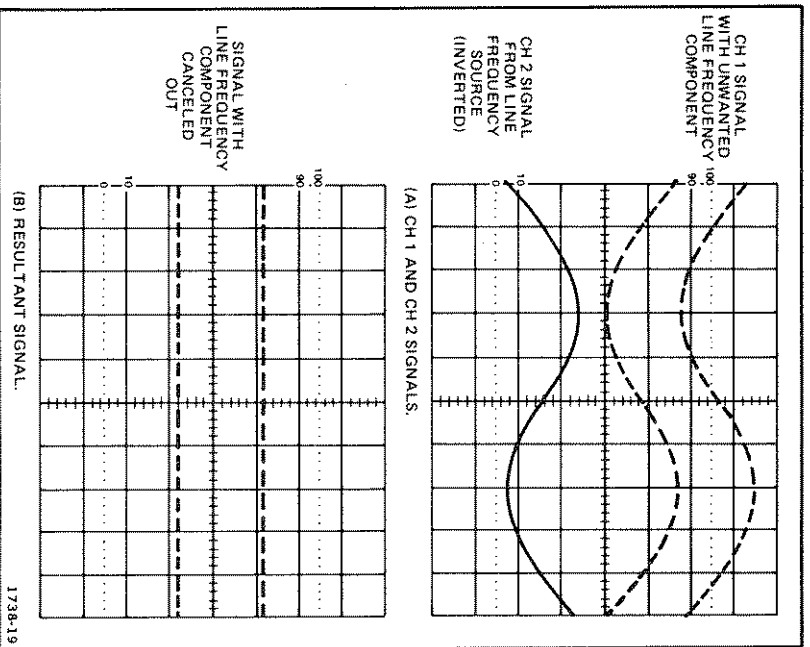 CH 1 SIGNAL
WITH UNWANTED
LINE FREQUENCY
COMPONENT
100
90
CH 2 SIGNAL
FROM LINE
FREQUENCY
SOURCE
(INVERTED)
10
0
(A) CH 1 AND CH 2 SIGNALS.
100
90
SIGNAL WITH
LINE FREQUENCY
COMPONENT
CANCELED
OUT
10
0
(B) RESULTANT SIGNAL.
1738-19